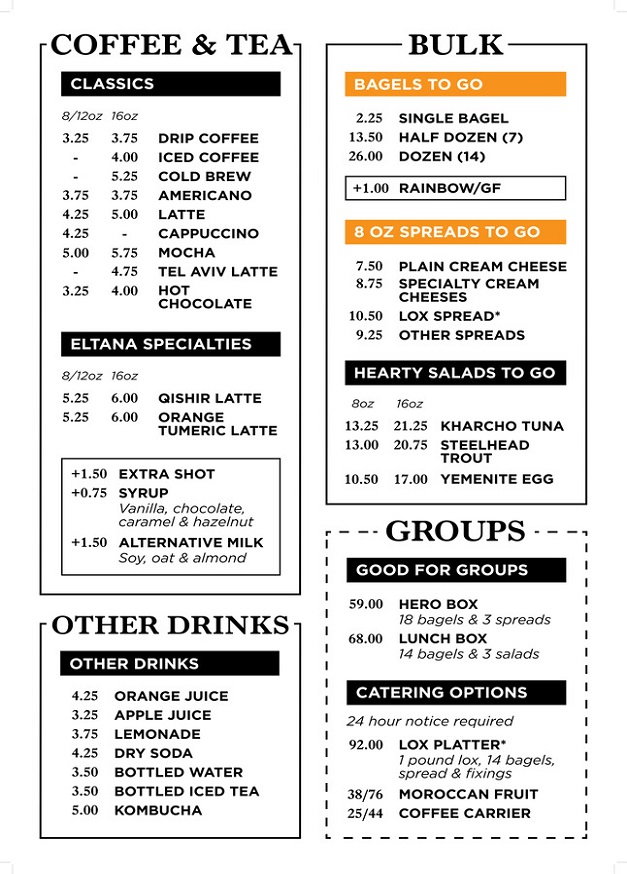 COFFEE & TEA
CLASSICS
8/12oz 16oz
3.25 3.75 DRIP COFFEE
- 4.00 ICED COFFEE
- 5.25 COLD BREW
3.75 3.75 AMERICANO
4.25 5.00 LATTE
4.25 - CAPPUCCINO
5.00 5.75 MOCHA
- 4.75 TEL AVIV LATTE
3.25 4.00 HOT
CHOCOLATE
ELTANA SPECIALTIES
8/12oz 16oz
5.25 6.00 QISHIR LATTE
5.25 6.00 ORANGE
TUMERIC LATTE
+1.50 EXTRA SHOT
+0.75 SYRUP
Vanilla, chocolate,
caramel & hazelnut
+1.50 ALTERNATIVE MILK
Soy, oat & almond
OTHER DRINKS
OTHER DRINKS
4.25 ORANGE JUICE
3.25 APPLE JUICE
3.75 LEMONADE
4.25 DRY SODA
3.50 BOTTLED WATER
3.50 BOTTLED ICED TEA
5.00 KOMBUCHA
BULK
BAGELS TO GO
2.25 SINGLE BAGEL
13.50 HALF DOZEN (7)
26.00 DOZEN (14)
+1.00 RAINBOW/GF
8 OZ SPREADS TO GO
7.50 PLAIN CREAM CHEESE
8.75 SPECIALTY CREAM
CHEESES
10.50 LOX SPREAD*
9.25 OTHER SPREADS
HEARTY SALADS TO GO
8oz 16oz
13.25 21.25 KHARCHO TUNA
13.00 20.75 STEELHEAD
TROUT
10.50 17.00 YEMENITE EGG
GROUPS
GOOD FOR GROUPS
59.00 HERO BOX
18 bagels & 3 spreads
68.00 LUNCH BOX
14 bagels & 3 salads
CATERING OPTIONS
24 hour notice required
92.00 LOX PLATTER*
1 pound lox, 14 bagels,
spread & fixings
38/76 MOROCCAN FRUIT
25/44 COFFEE CARRIER